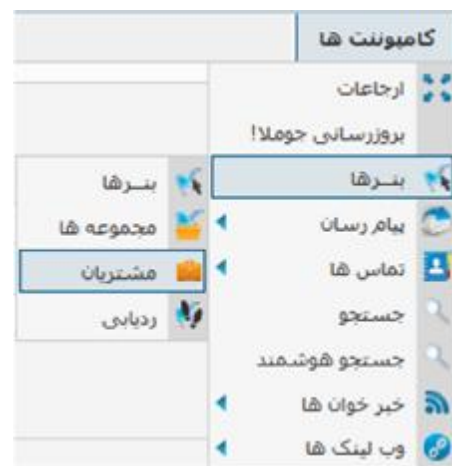 کامپوننت ها
ارجاعات
بروزرسانی جوملا!
بنـرها
پیام رسان
تماس ها
جستجو
جستجو هوشمند
خبر خوان ها
وب لینک ها
بنـرها
مجموعه ها
مشتریان
ردیابی